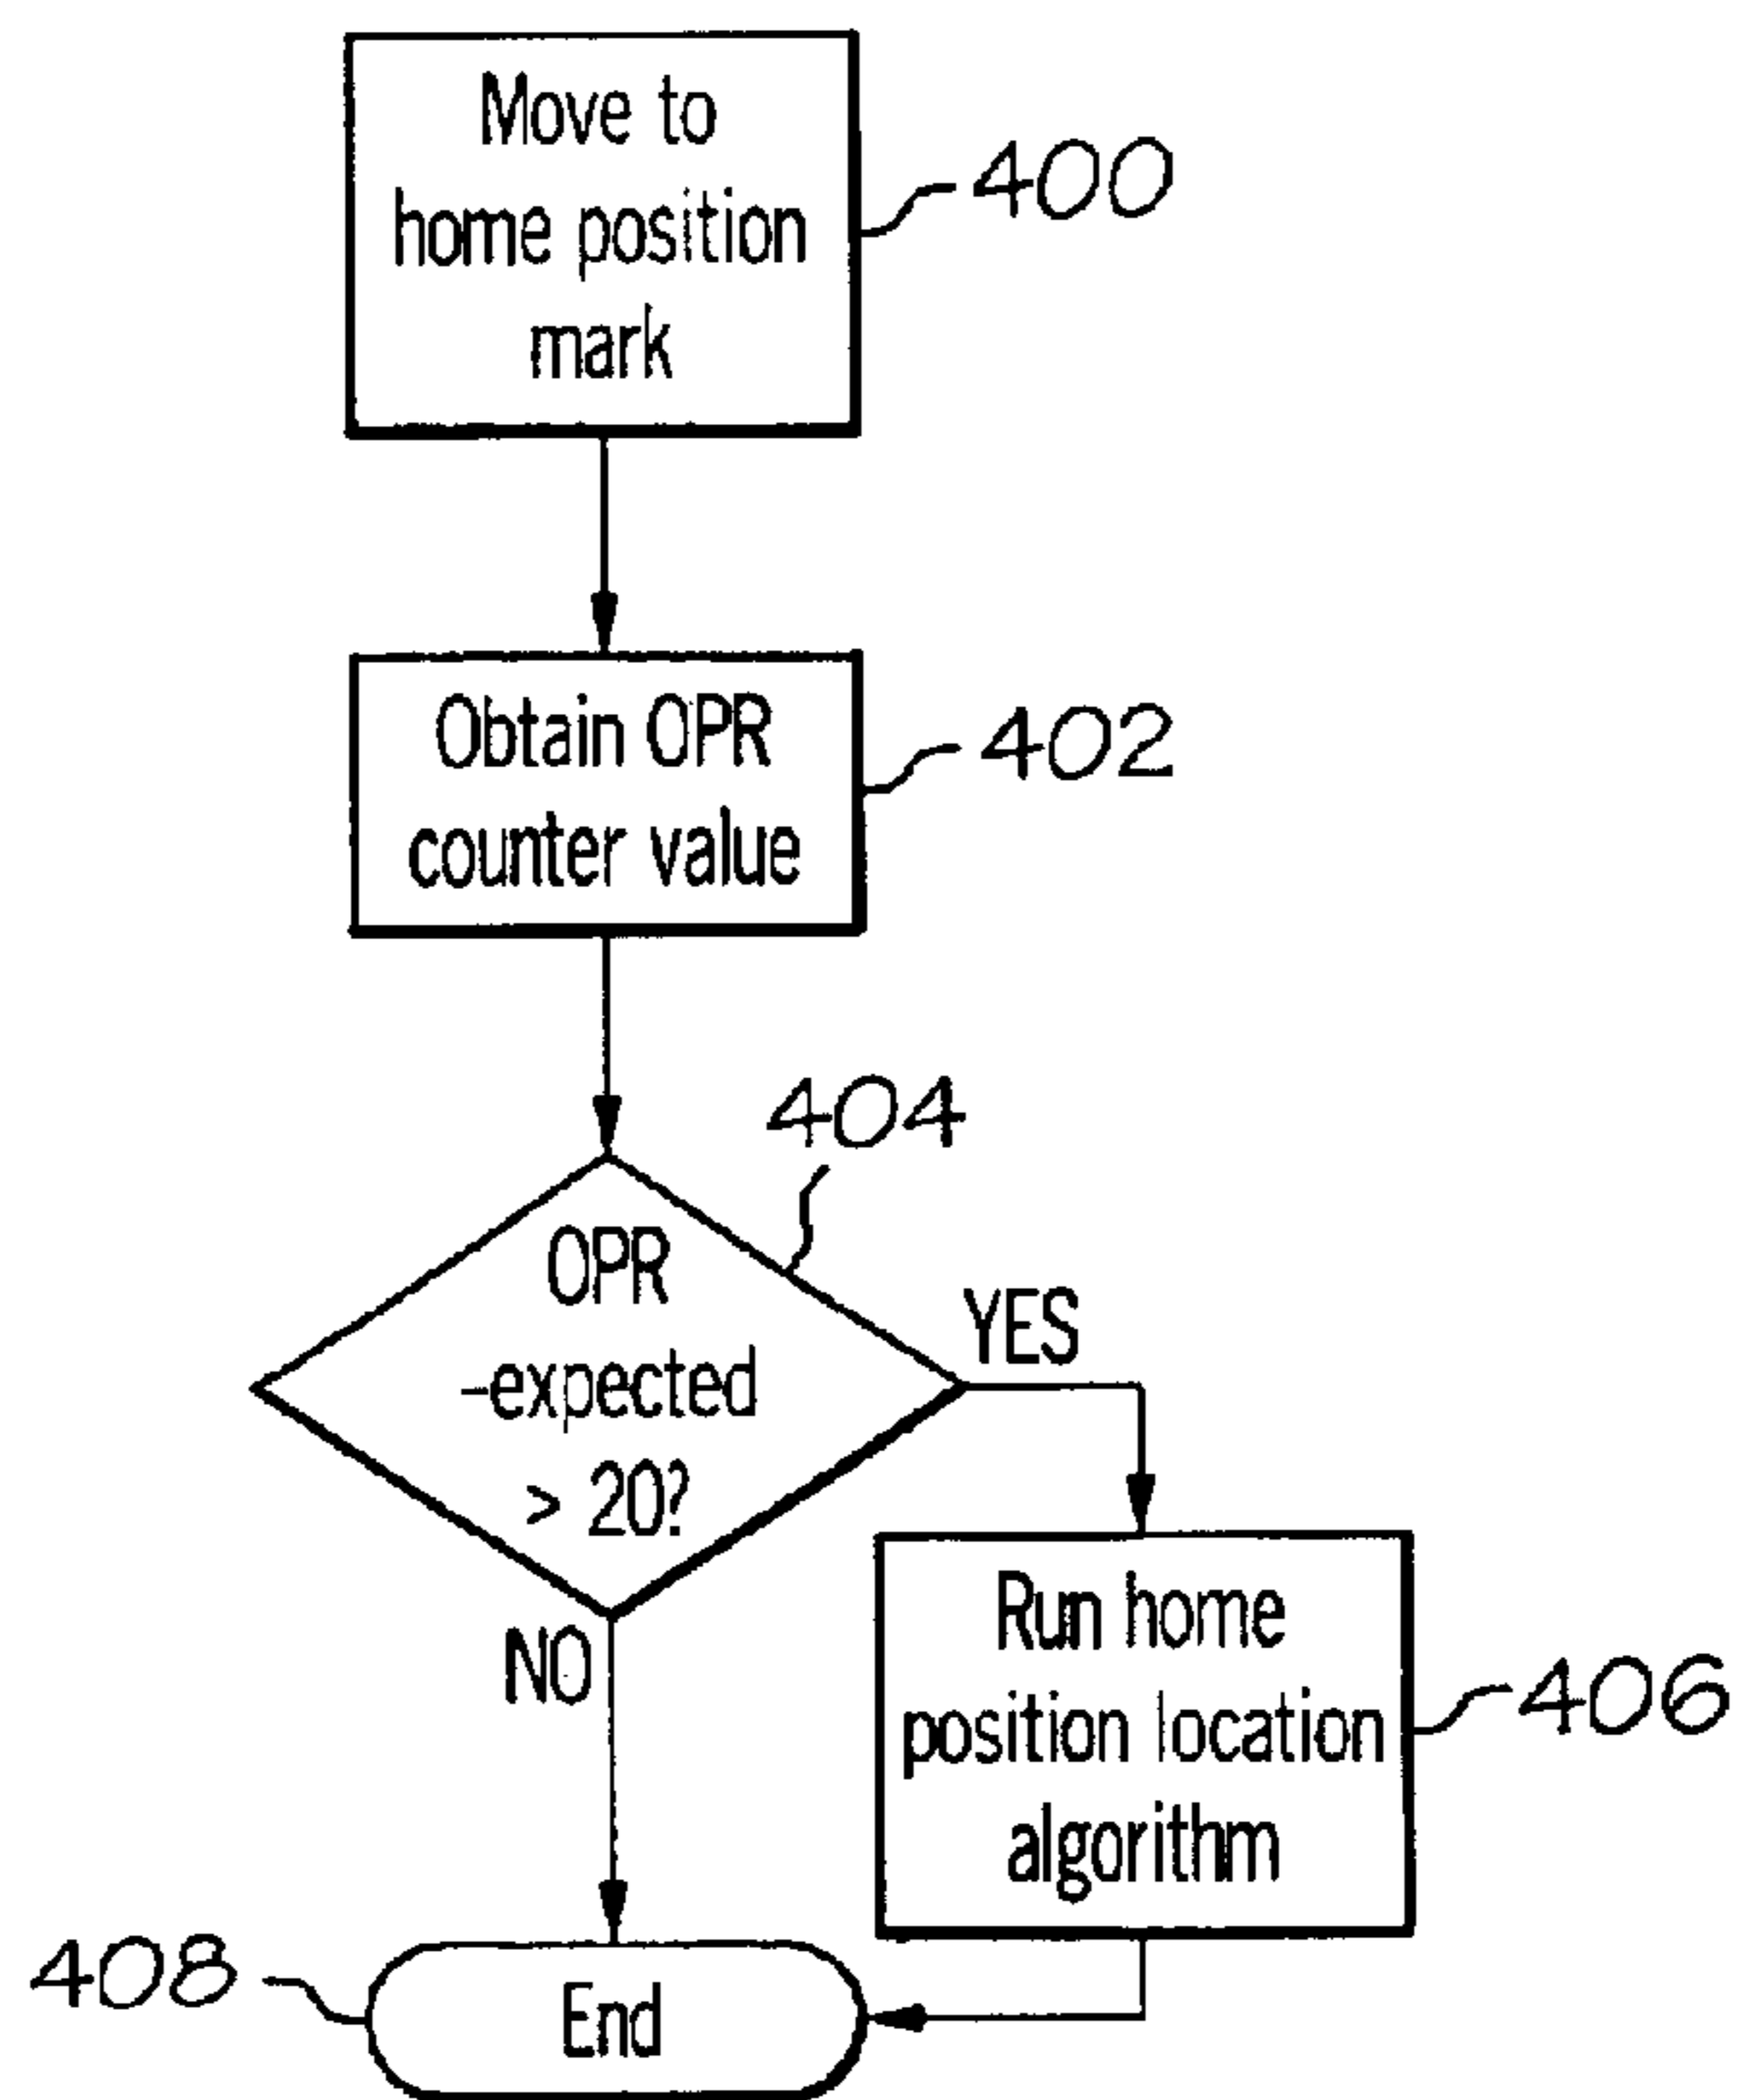 Move to
home position
mark
400
Obtain OPR
counter value
402
404
OPR
-expected
> 20?
YES
NO
Run home
position location
algorithm
406
408
End